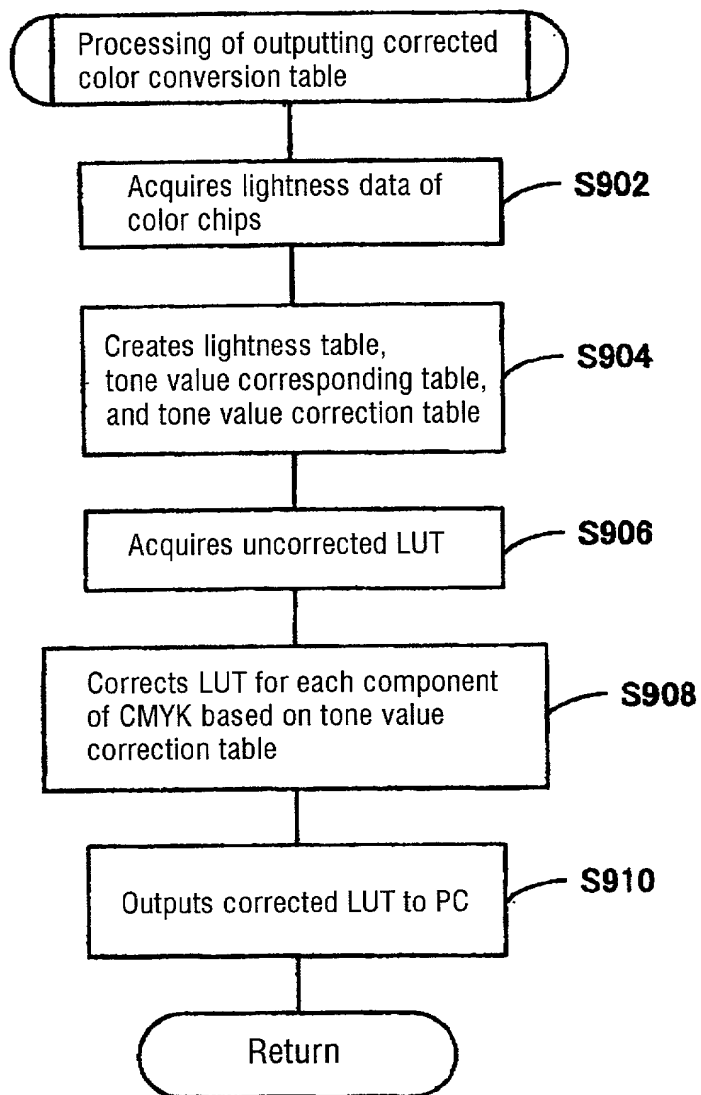 Processing of outputting corrected
color conversion table
Acquires lightness data of
color chips
S902
Creates lightness table,
tone value corresponding table,
and tone value correction table
S904
Acquires uncorrected LUT
S906
Corrects LUT for each component
of CMYK based on tone value
correction table
S908
Outputs corrected LUT to PC
S910
Return